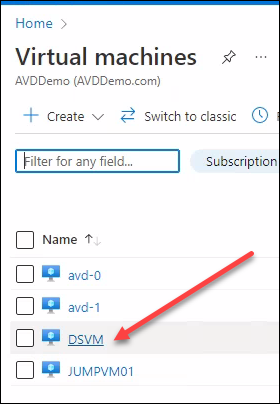 Home >
Virtual machines ...
AVDDemo (AVDDemo.com)
+ Create Switch to classic
Filter for any field... Subscription
Name ↑↓
avd-0
avd-1
DSVM
JUMPVM01